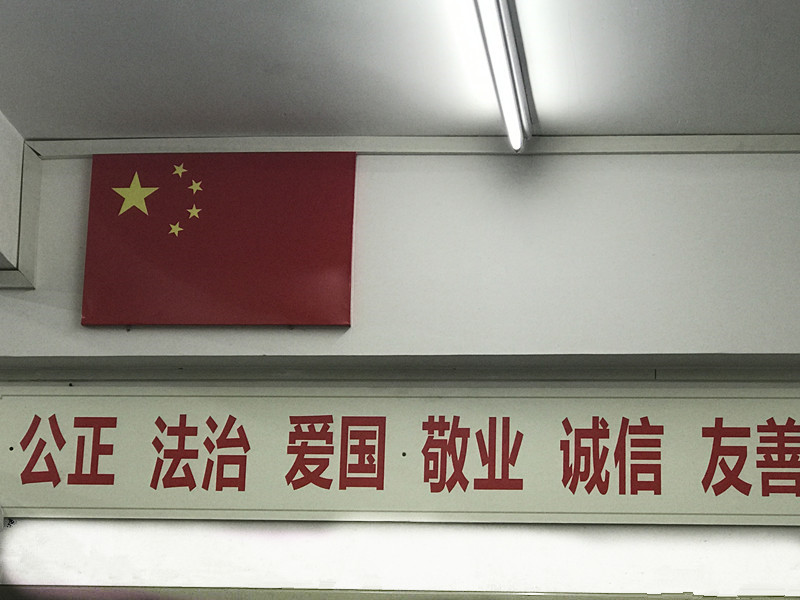 公正 法治 爱国 敬业 诚信 友善